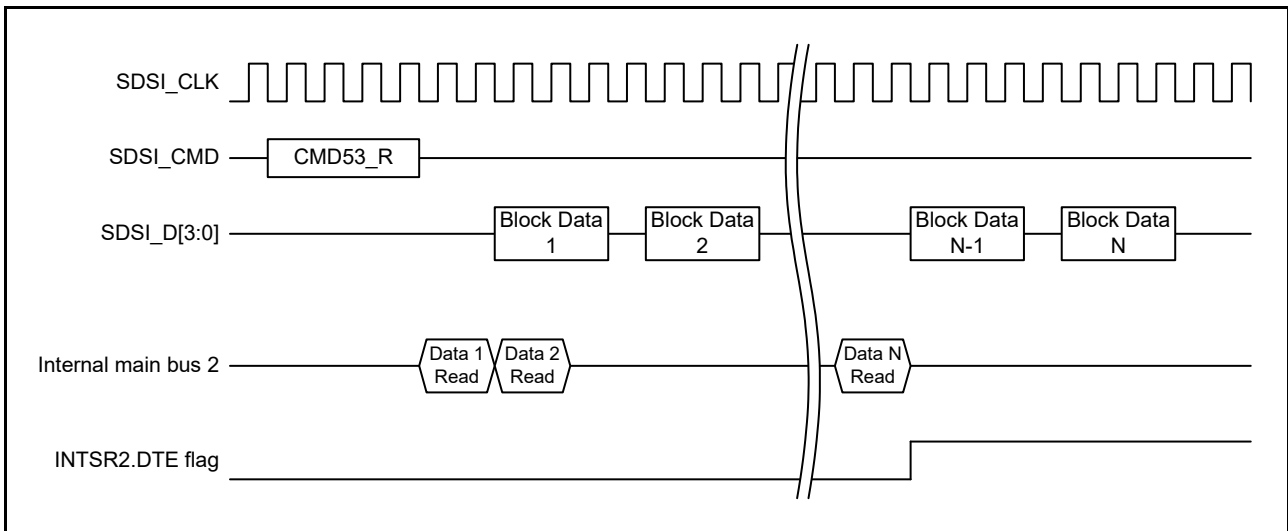 SDSI_CLK
SDSI_CMD
CMD53_R
SDSI_D[3:0]
Block Data
1
Block Data
2
Block Data
N-1
Block Data
N
Internal main bus 2
Data 1
Read
Data 2
Read
Data N
Read
INTSR2.DTE flag